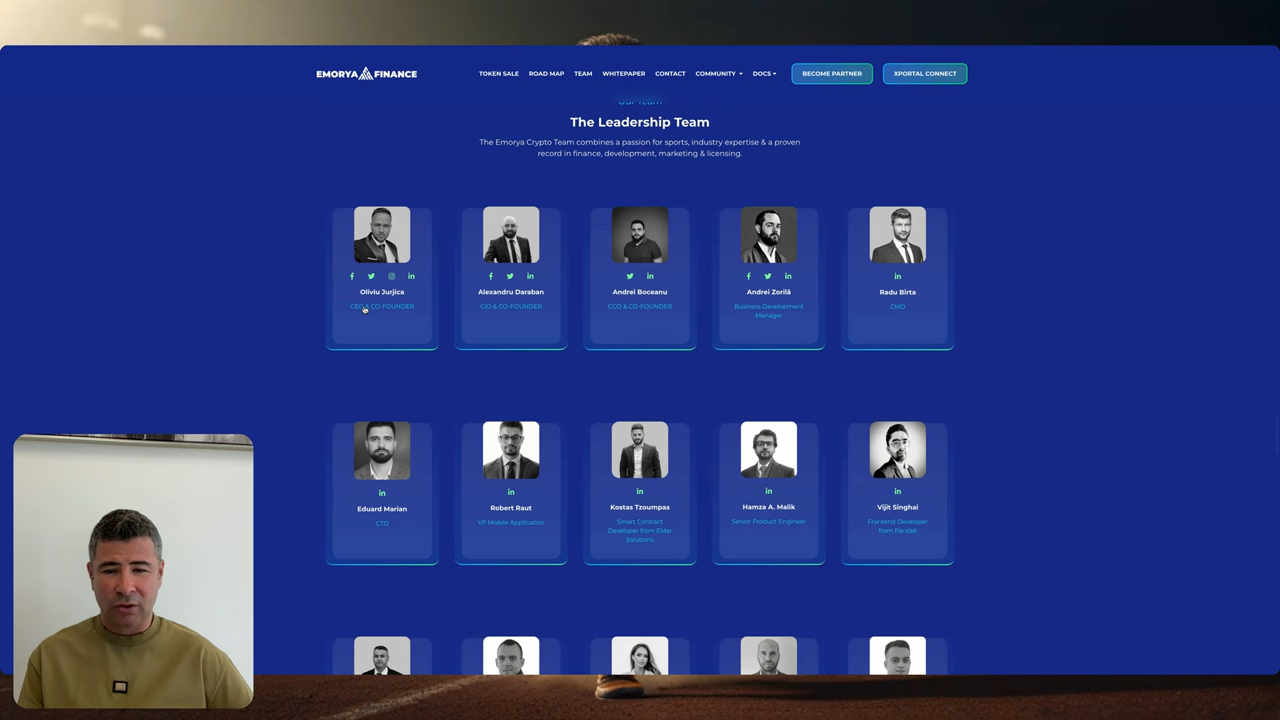 EMORYA FINANCE
TOKEN SALE ROAD MAP TEAM WHITEPAPER CONTACT COMMUNITY DOCS BECOME PARTNER XPORTAL CONNECT
Our Team
The Leadership Team
The Emorya Crypto Team combines a passion for sports, industry expertise & a proven
record in finance, development, marketing & licensing.
Oliviu Jurjica
CEO & CO-FOUNDER
Alexandru Daraban
CIO & CO-FOUNDER
Andrei Boceanu
CCO & CO-FOUNDER
Andrei Zorilă
Business Development
Manager
Radu Birta
CMO
Eduard Marian
CTO
Robert Raut
VP Mobile Application
Kostas Tzoumpas
Smart Contract
Developer from Eldar
Solutions
Hamza A. Malik
Senior Product Engineer
Vijit Singhai
Frontend Developer